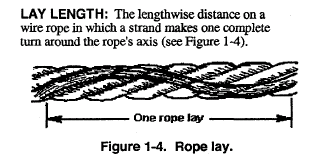 LAY LENGTH: The lengthwise distance on a
wire rope in which a strand makes one complete
turn around the rope's axis (see Figure 1-4).
One rope lay
Figure 1-4. Rope lay.